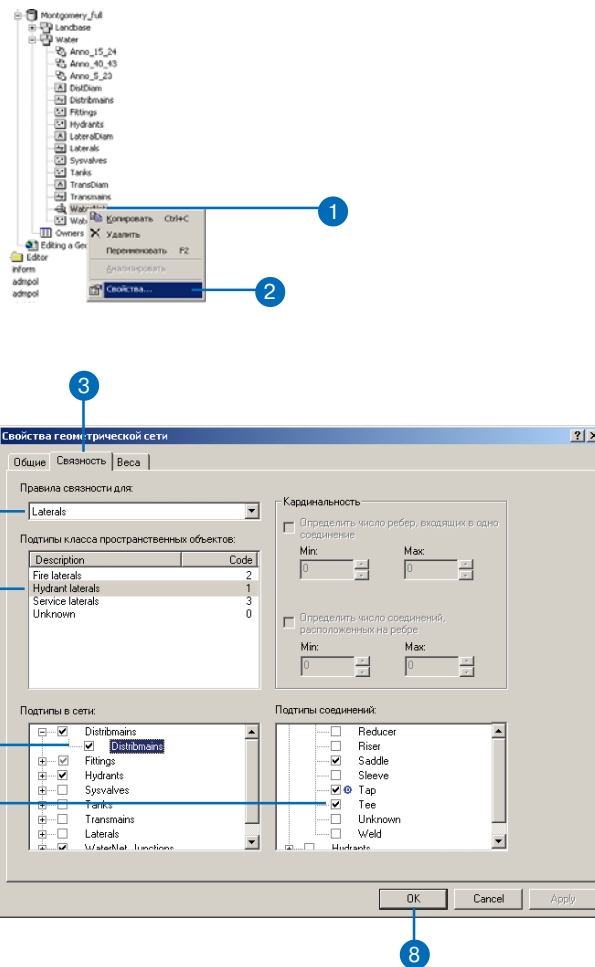 Montgomery_full
Landbase
Water
Anno_15_24
Anno_40_43
Anno_5_23
DistDiam
Distribmains
Fittings
Hydrants
LateralDiam
Laterals
Sysvalves
Tanks
TransDiam
Transmains
Wat
Owners
Editing a Ge
Editor
inform
admpol
admpol
Копировать Ctrl+C
Удалить
Переименовать F2
Анализировать
Свойства...
1
2
3
Свойства геометрической сети
Общие Связность Веса
Правила связности для:
Laterals
Подтипы класса пространственных объектов:
Description Code
Fire laterals 2
Hydrant laterals 1
Service laterals 3
Unknown 0
Кардинальность
Определить число ребер, входящих в одно
соединение
Min: Max:
0 0
Определить число соединений,
расположенных на ребре
Min: Max:
0 0
Подтипы в сети:
Distribmains
Distribmains
Fittings
Hydrants
Sysvalves
Tanks
Transmains
Laterals
WaterNet_Junctions
Подтипы соединений:
Reducer
Riser
Saddle
Sleeve
Tap
Tee
Unknown
Weld
Hydrants
OK Cancel Apply
8